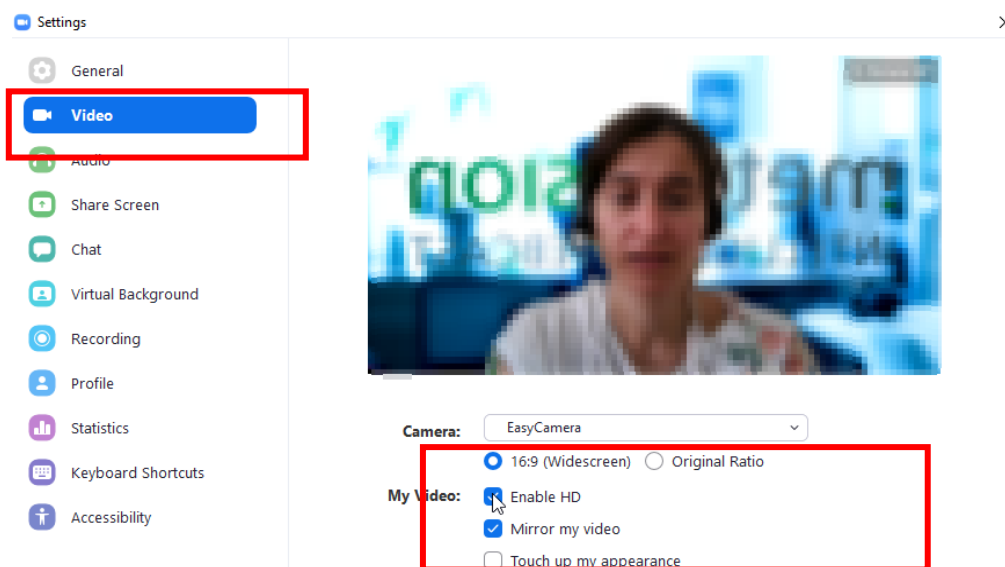 Settings
General
Video
Audio
Share Screen
Chat
Virtual Background
Recording
Profile
Statistics
Keyboard Shortcuts
Accessibility
Camera: EasyCamera
16:9 (Widescreen) Original Ratio
My Video: Enable HD
Mirror my video
Touch up my appearance